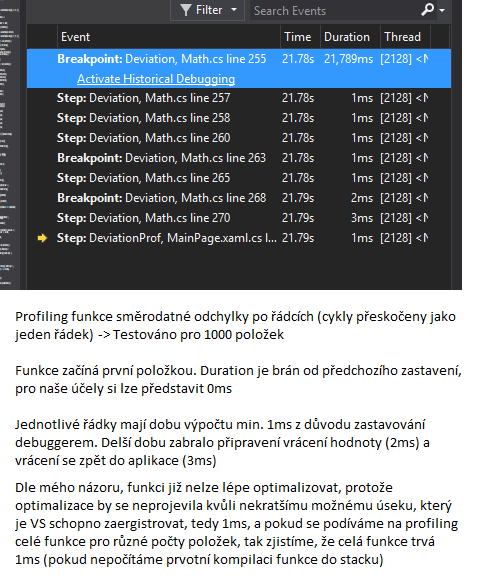 Filter
Search Events
Event Time Duration Thread
Breakpoint: Deviation, Math.cs line 255 21.78s 21,789ms [2128] <N
Activate Historical Debugging
Step: Deviation, Math.cs line 257 21.78s 1ms [2128] <N
Step: Deviation, Math.cs line 258 21.78s 1ms [2128] <N
Step: Deviation, Math.cs line 260 21.78s 1ms [2128] <N
Breakpoint: Deviation, Math.cs line 263 21.78s 1ms [2128] <N
Step: Deviation, Math.cs line 265 21.78s 1ms [2128] <N
Breakpoint: Deviation, Math.cs line 268 21.79s 2ms [2128] <N
Step: Deviation, Math.cs line 270 21.79s 3ms [2128] <N
Step: DeviationProf, MainPage.xaml.cs l... 21.79s 1ms [2128] <N
Profiling funkce směrodatné odchylky po řádcích (cykly přeskočeny jako
jeden řádek) -> Testováno pro 1000 položek
Funkce začíná první položkou. Duration je brán od předchozího zastavení,
pro naše účely si lze představit 0ms
Jednotlivé řádky mají dobu výpočtu min. 1ms z důvodu zastavování
debuggerem. Delší dobu zabralo připravení vrácení hodnoty (2ms) a
vrácení se zpět do aplikace (3ms)
Dle mého názoru, funkci již nelze lépe optimalizovat, protože
optimalizace by se neprojevila kvůli nekratšímu možnému úseku, který
je VS schopno zaergistrovat, tedy 1ms, a pokud se podíváme na profiling
celé funkce pro různé počty položek, tak zjistíme, že celá funkce trvá
1ms (pokud nepočítáme prvotní kompilaci funkce do stacku)